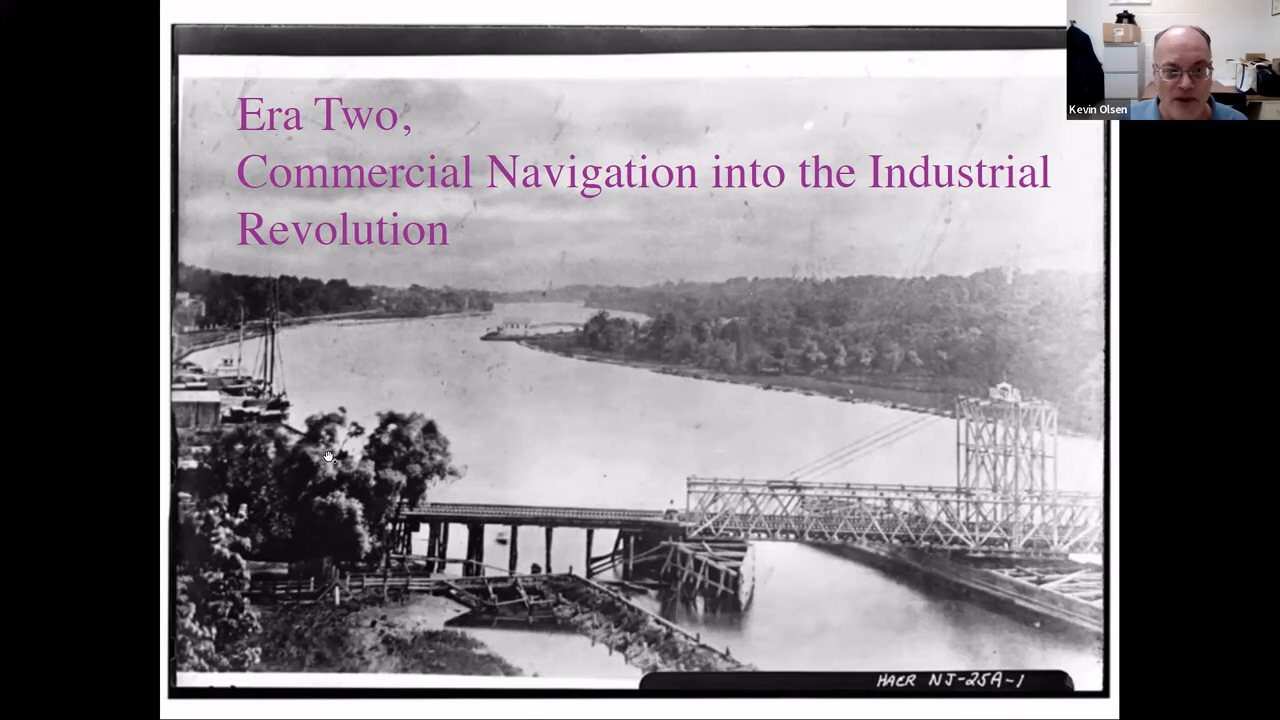 Era Two,
Commercial Navigation into the Industrial
Revolution
Kevin Olsen
HAER NJ-25A-1